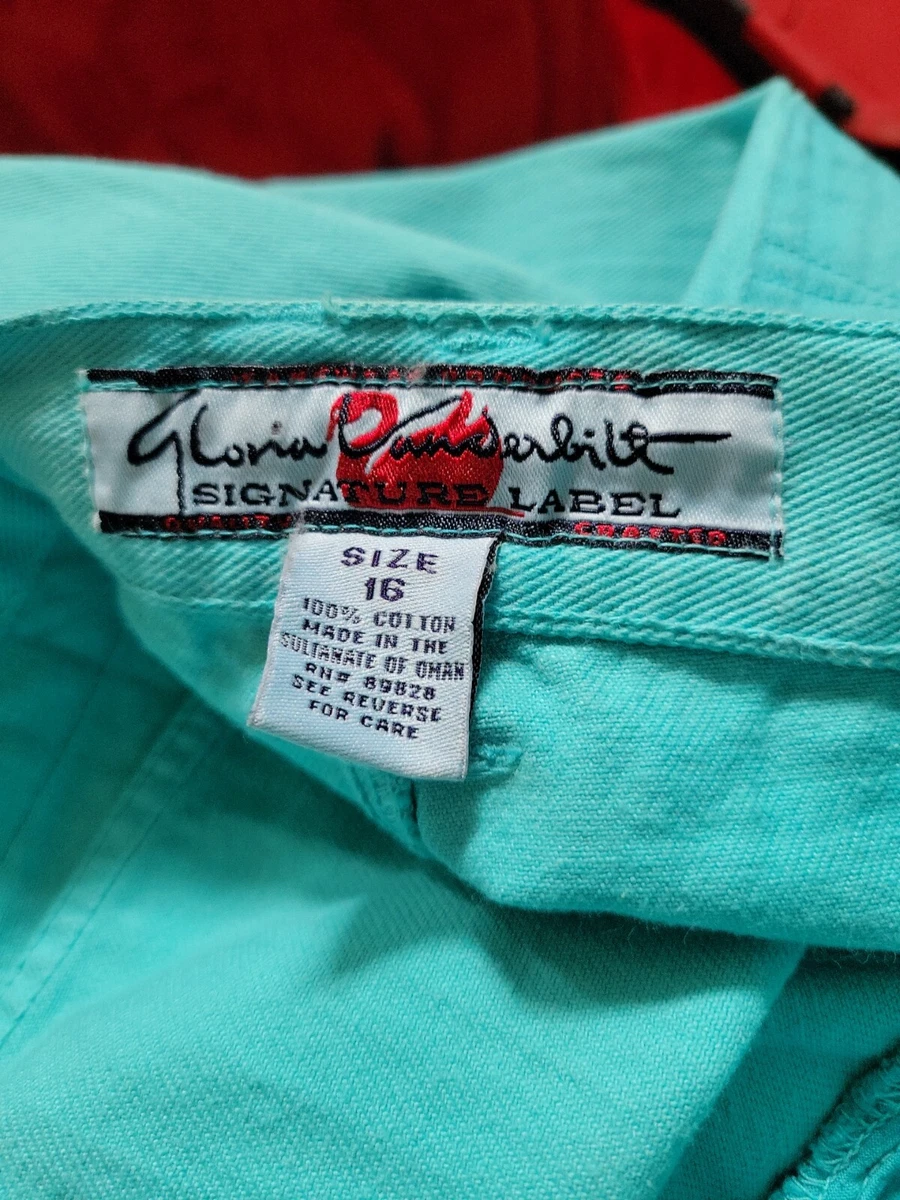 Gloria Vanderbilt
SIGNATURE LABEL
CRAFTED
SIZE
16
100% COTTON
MADE IN THE
SULTANATE OF OMAN
RN# 89828
SEE REVERSE
FOR CARE